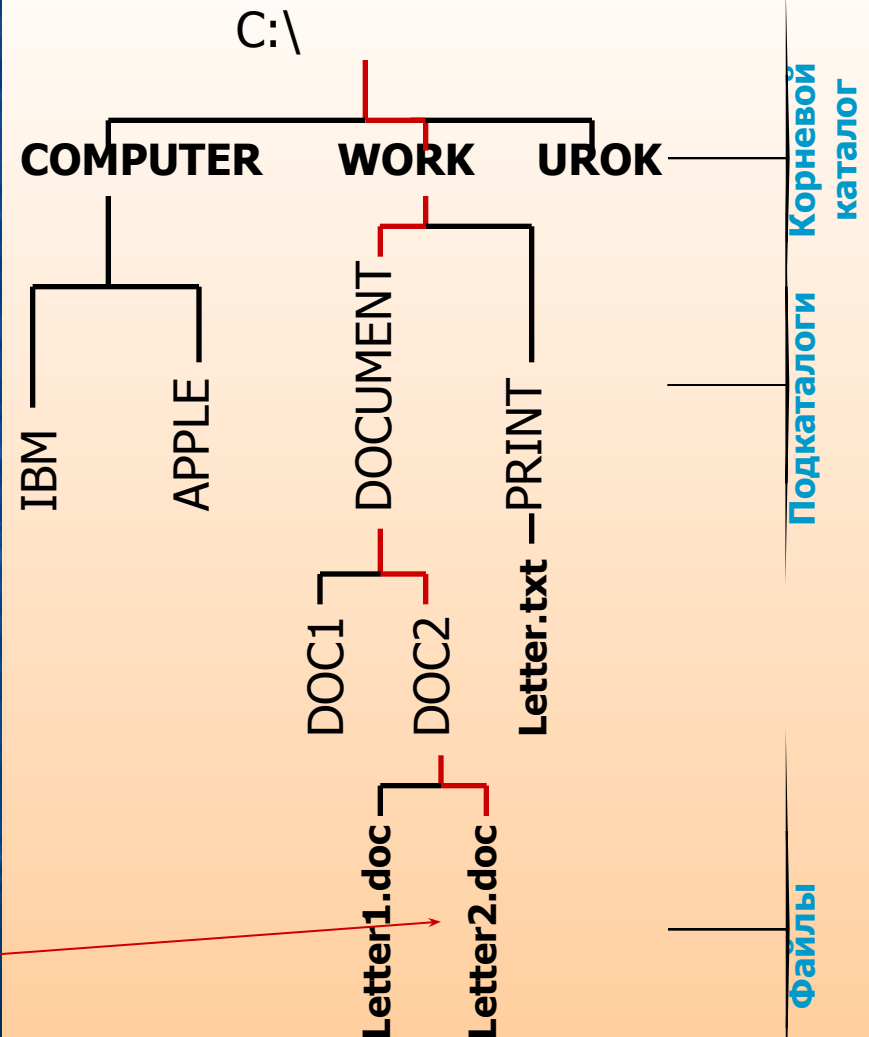 C:\
COMPUTER
WORK
UROK
Корневой
каталог
IBM
APPLE
DOCUMENT
PRINT
Подкаталоги
DOC1
DOC2
Letter.txt
Letter1.doc
Letter2.doc
Файлы